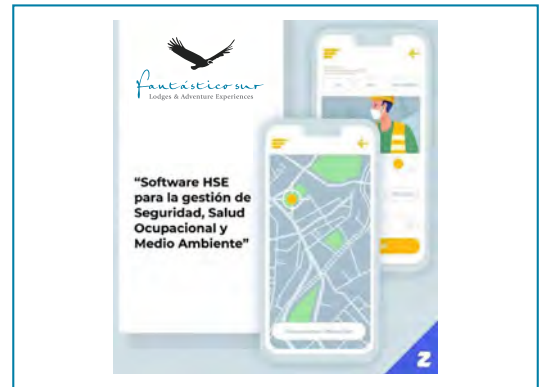 fantástico sur
Lodges & Adventure Experiences
“Software HSE
para la gestión de
Seguridad, Salud
Ocupacional y
Medio Ambiente”
Z